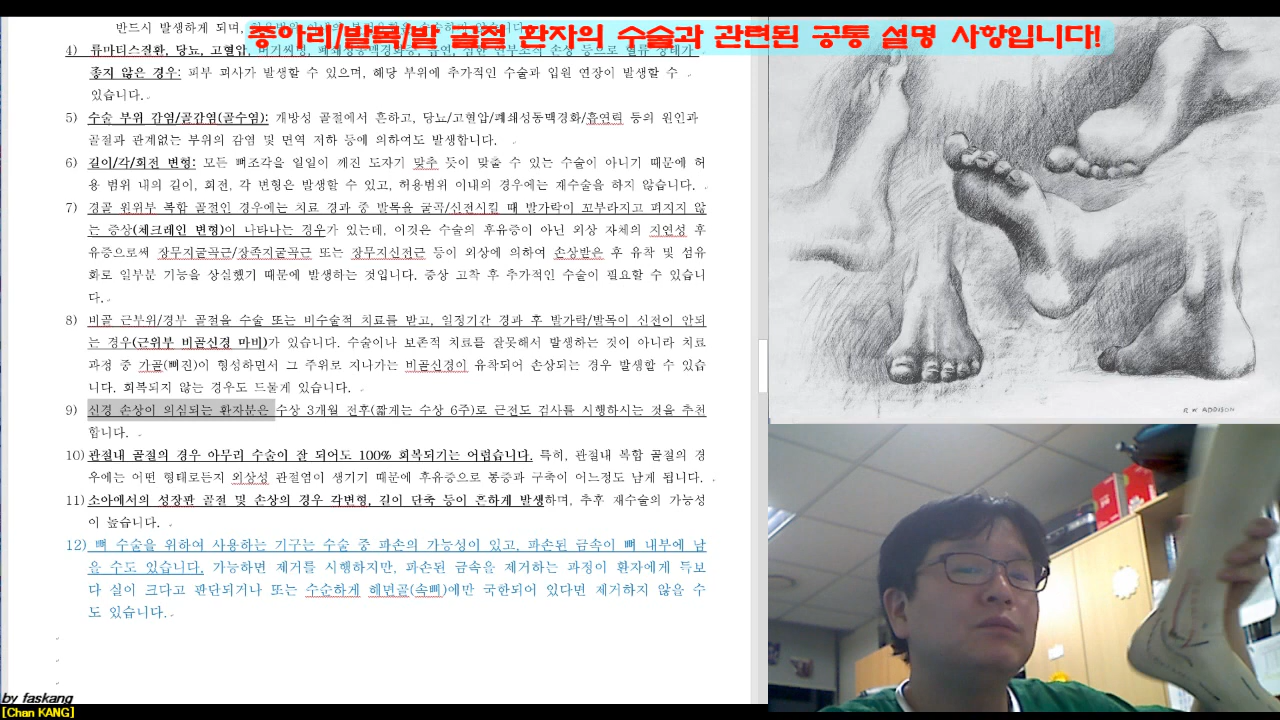 종아리/발목/발 골절 환자의 수술과 관련된 공통 설명 사항입니다!
반드시 발생하게 되며,
4) 류마티스질환, 당뇨, 고혈압,
좋지 않은 경우: 피부 괴사가 발생할 수 있으며, 해당 부위에 추가적인 수술과 입원 연장이 발생할 수
있습니다.
5) 수술 부위 감염/골감염(골수염): 개방성 골절에서 흔하고, 당뇨/고혈압/폐쇄성동맥경화/흡연력 등의 원인과
골절과 관계없는 부위의 감염 및 면역 저하 등에 의하여도 발생합니다.
6) 길이/각/회전 변형: 모든 뼈조각을 일일이 깨진 도자기 맞추 듯이 맞출 수 있는 수술이 아니기 때문에 허
용 범위 내의 길이, 회전, 각 변형은 발생할 수 있고, 허용범위 이내의 경우에는 재수술을 하지 않습니다.
7) 경골 원위부 복합 골절인 경우에는 치료 경과 중 발목을 굴곡/신전시킬 때 발가락이 꼬부라지고 펴지지 않
는 증상(체크레인 변형)이 나타나는 경우가 있는데, 이것은 수술의 후유증이 아닌 외상 자체의 지연성 후
유증으로써 장무지굴곡근/장족지굴곡근 또는 장무지신전근 등이 외상에 의하여 손상받은 후 유착 및 섬유
화로 일부분 기능을 상실했기 때문에 발생하는 것입니다. 증상 고착 후 추가적인 수술이 필요할 수 있습니
다.
8) 비골 근부위/경부 골절을 수술 또는 비수술적 치료를 받고, 일정기간 경과 후 발가락/발목이 신전이 안되
는 경우(근위부 비골신경 마비)가 있습니다. 수술이나 보존적 치료를 잘못해서 발생하는 것이 아니라 치료
과정 중 가골(뼈진)이 형성하면서 그 주위로 지나가는 비골신경이 유착되어 손상되는 경우 발생할 수 있습
니다. 회복되지 않는 경우도 드물게 있습니다.
9) 신경 손상이 의심되는 환자분은 수상 3개월 전후(짧게는 수상 6주)로 근전도 검사를 시행하시는 것을 추천
합니다.
10) 관절내 골절의 경우 아무리 수술이 잘 되어도 100% 회복되기는 어렵습니다. 특히, 관절내 복합 골절의 경
우에는 어떤 형태로든지 외상성 관절염이 생기기 때문에 후유증으로 통증과 구축이 어느정도 남게 됩니다.
11) 소아에서의 성장판 골절 및 손상의 경우 각변형, 길이 단축 등이 흔하게 발생하며, 추후 재수술의 가능성
이 높습니다.
12) 뼈 수술을 위하여 사용하는 기구는 수술 중 파손의 가능성이 있고, 파손된 금속이 뼈 내부에 남
을 수도 있습니다. 가능하면 제거를 시행하지만, 파손된 금속을 제거하는 과정이 환자에게 득보
다 실이 크다고 판단되거나 또는 수순하게 해면골(속뼈)에만 국한되어 있다면 제거하지 않을 수
도 있습니다.
R W ADDISON
by faskang
[Chan KANG]